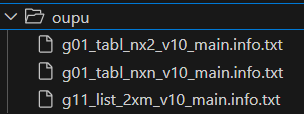 oupu
g01_tabl_nx2_v10_main.info.txt
g01_tabl_nxn_v10_main.info.txt
g11_list_2xm_v10_main.info.txt